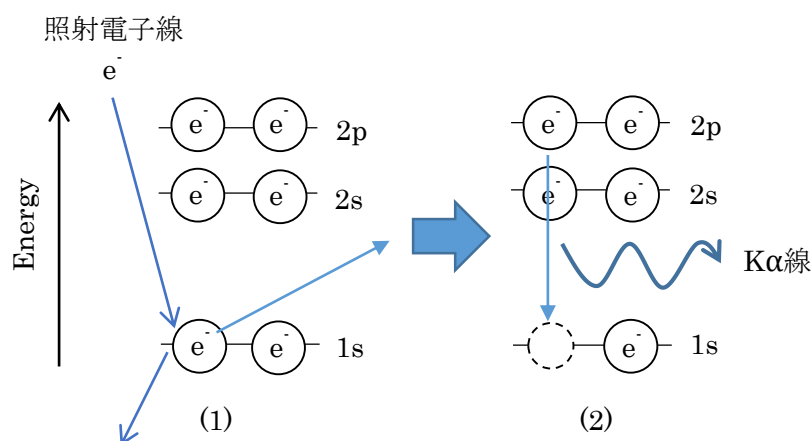 照射電子線
e-
e- e- 2p
e- e- 2s
Energy
e- e- 1s
(1)
e- e- 2p
e- e- 2s
Kα線
e- 1s
(2)